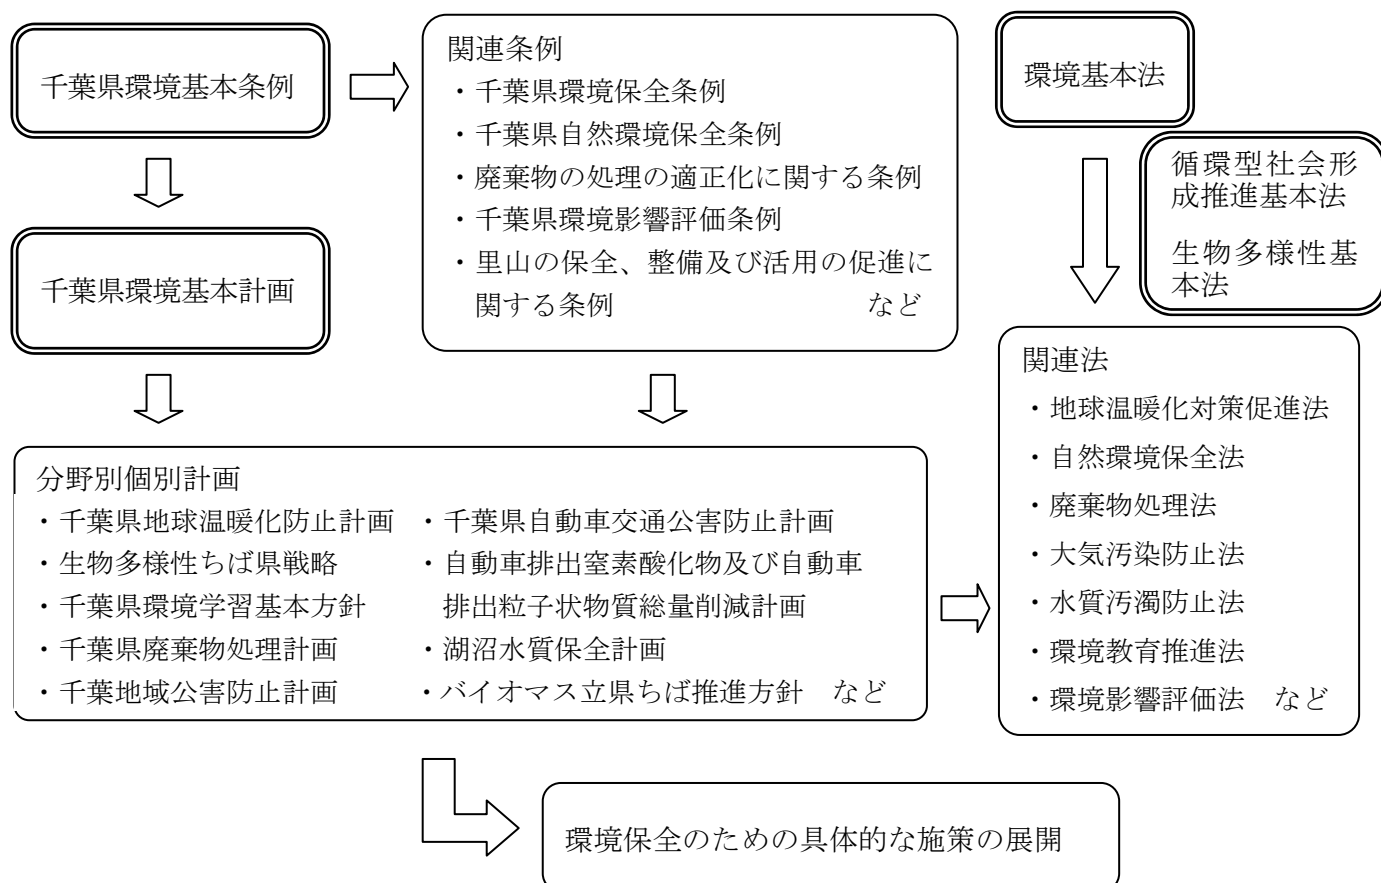 千葉県環境基本条例
千葉県環境基本計画
関連条例
・千葉県環境保全条例
・千葉県自然環境保全条例
・廃棄物の処理の適正化に関する条例
・千葉県環境影響評価条例
・里山の保全、整備及び活用の促進に
関する条例　など
環境基本法
循環型社会形
成推進基本法
生物多様性基
本法
関連法
・地球温暖化対策促進法
・自然環境保全法
・廃棄物処理法
・大気汚染防止法
・水質汚濁防止法
・環境教育推進法
・環境影響評価法　など
分野別個別計画
・千葉県地球温暖化防止計画
・生物多様性ちば県戦略
・千葉県環境学習基本方針
・千葉県廃棄物処理計画
・千葉地域公害防止計画
・千葉県自動車交通公害防止計画
・自動車排出窒素酸化物及び自動車
排出粒子状物質総量削減計画
・湖沼水質保全計画
・バイオマス立県ちば推進方針　など
環境保全のための具体的な施策の展開